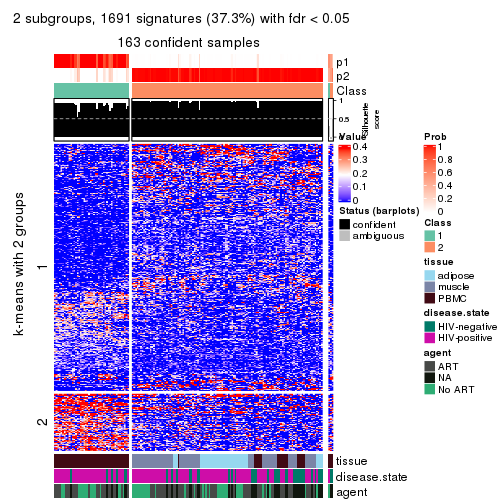 2 subgroups, 1691 signatures (37.3%) with fdr < 0.05
163 confident samples
p1
p2
Class
1
0.5
0
Silhouette
score
k-means with 2 groups
1
2
tissue
disease.state
agent
Value
0.4
0.3
0.2
0.1
0
Status (barplots)
confident
ambiguous
Prob
1
0.8
0.6
0.4
0.2
0
Class
1
2
tissue
adipose
muscle
PBMC
disease.state
HIV-negative
HIV-positive
agent
ART
NA
No ART